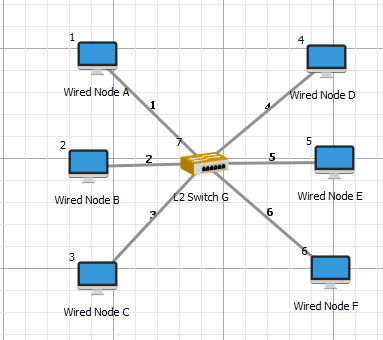 1
Wired Node A
4
Wired Node D
1
4
7
2
Wired Node B
2
L2 Switch G
5
5
Wired Node E
3
3
Wired Node C
6
6
Wired Node F